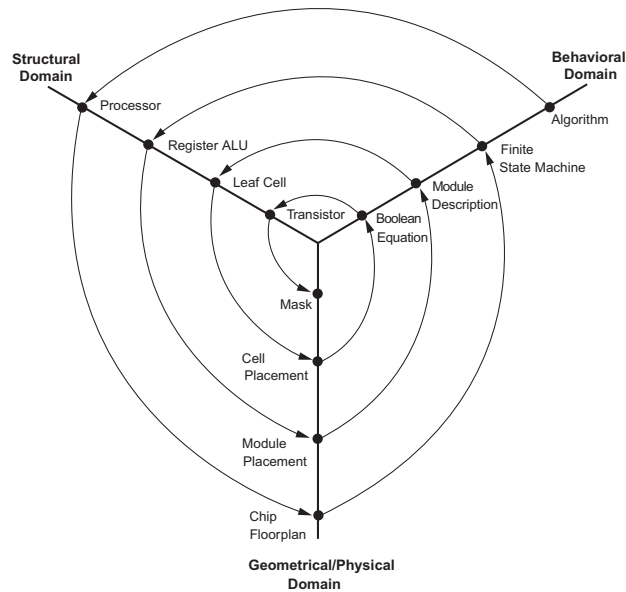 Structural
Domain
Behavioral
Domain
Processor
Algorithm
Register ALU
Finite
State Machine
Leaf Cell
Module
Description
Transistor
Boolean
Equation
Mask
Cell
Placement
Module
Placement
Chip
Floorplan
Geometrical/Physical
Domain